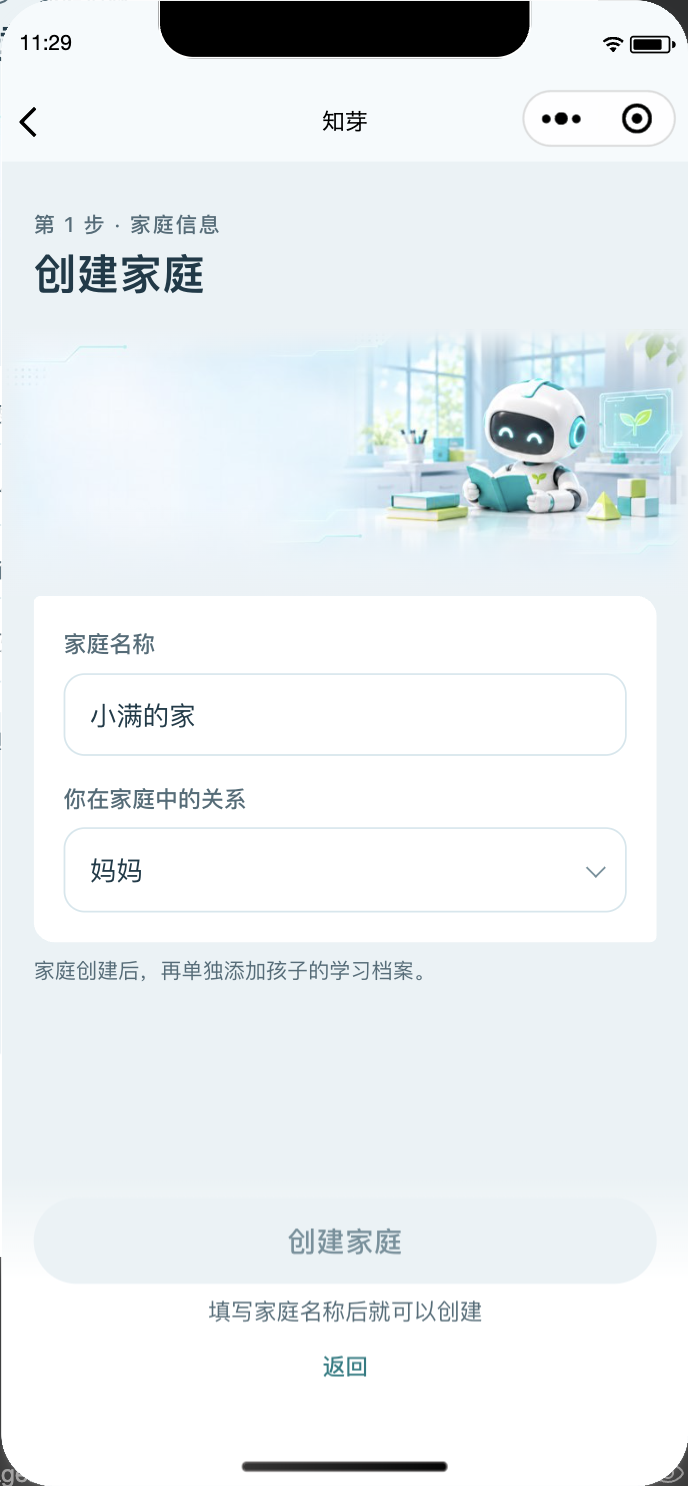 11:29
知芽
第 1 步 · 家庭信息
创建家庭
家庭名称
小满的家
你在家庭中的关系
妈妈
家庭创建后，再单独添加孩子的学习档案。
创建家庭
填写家庭名称后就可以创建
返回